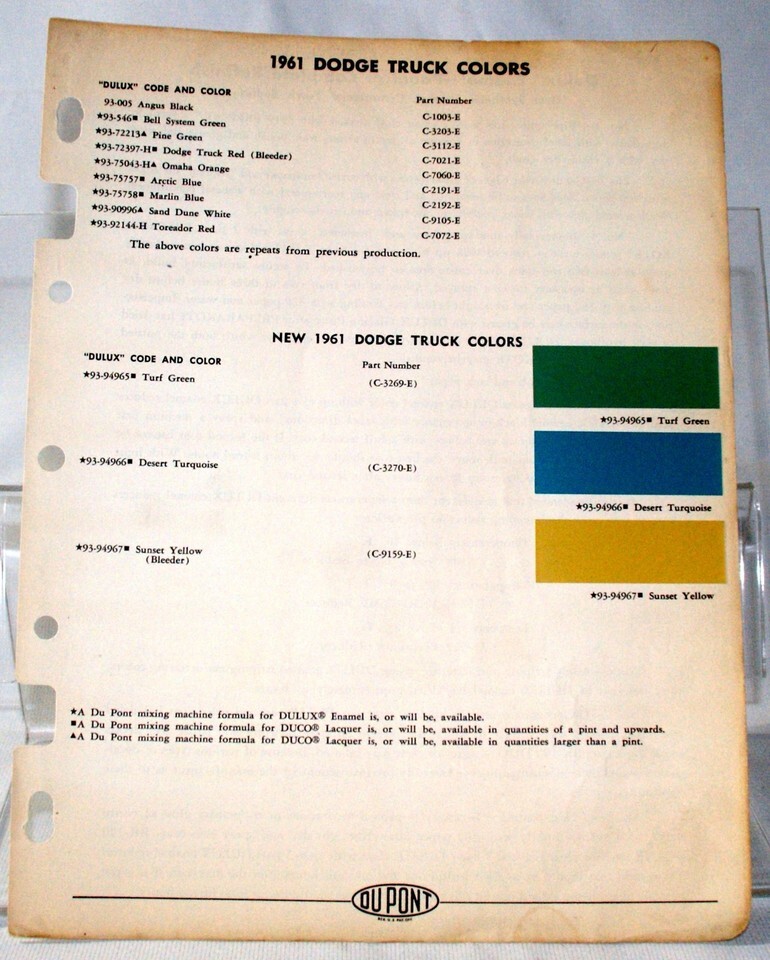 1961 DODGE TRUCK COLORS
"DULUX" CODE AND COLOR Part Number
93-005 Angus Black C-1003-E
★93-546■ Bell System Green C-3203-E
★93-72213▲ Pine Green C-3112-E
★93-72397-H■ Dodge Truck Red (Bleeder) C-7021-E
★93-75043-H▲ Omaha Orange C-7060-E
★93-75757■ Arctic Blue C-2191-E
★93-75758■ Marlin Blue C-2192-E
★93-90996▲ Sand Dune White C-9105-E
★93-92144-H Toreador Red C-7072-E
The above colors are repeats from previous production.
NEW 1961 DODGE TRUCK COLORS
"DULUX" CODE AND COLOR Part Number
★93-94965■ Turf Green (C-3269-E)
★93-94965■ Turf Green
★93-94966■ Desert Turquoise (C-3270-E)
★93-94966■ Desert Turquoise
★93-94967■ Sunset Yellow (C-9159-E)
(Bleeder)
★93-94967■ Sunset Yellow
★A Du Pont mixing machine formula for DULUX® Enamel is, or will be, available.
■A Du Pont mixing machine formula for DUCO® Lacquer is, or will be, available in quantities of a pint and upwards.
▲A Du Pont mixing machine formula for DUCO® Lacquer is, or will be, available in quantities larger than a pint.
DU PONT
REG. U.S. PAT. OFF.